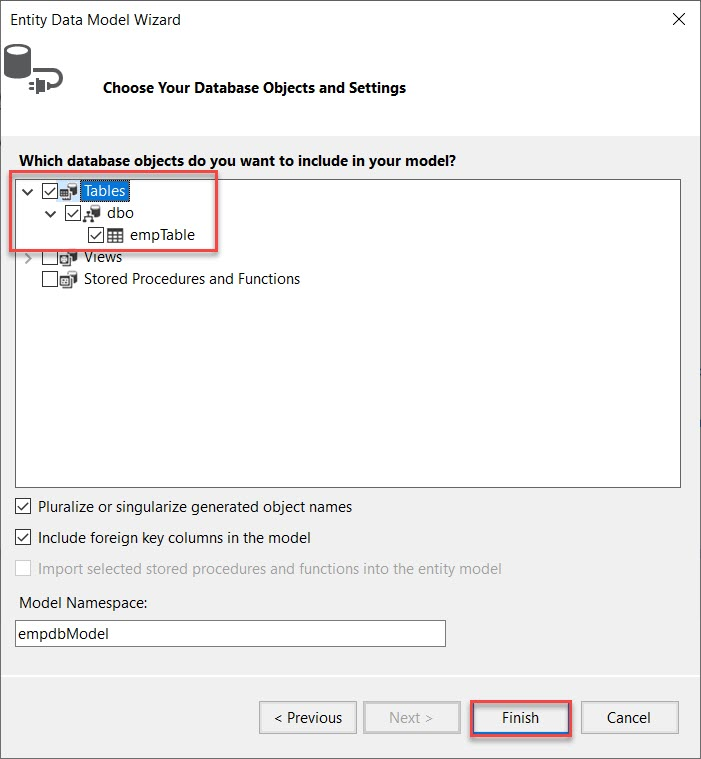 Entity Data Model Wizard
Choose Your Database Objects and Settings
Which database objects do you want to include in your model?
Tables
dbo
empTable
Views
Stored Procedures and Functions
Pluralize or singularize generated object names
Include foreign key columns in the model
Import selected stored procedures and functions into the entity model
Model Namespace:
empdbModel
< Previous Next > Finish Cancel